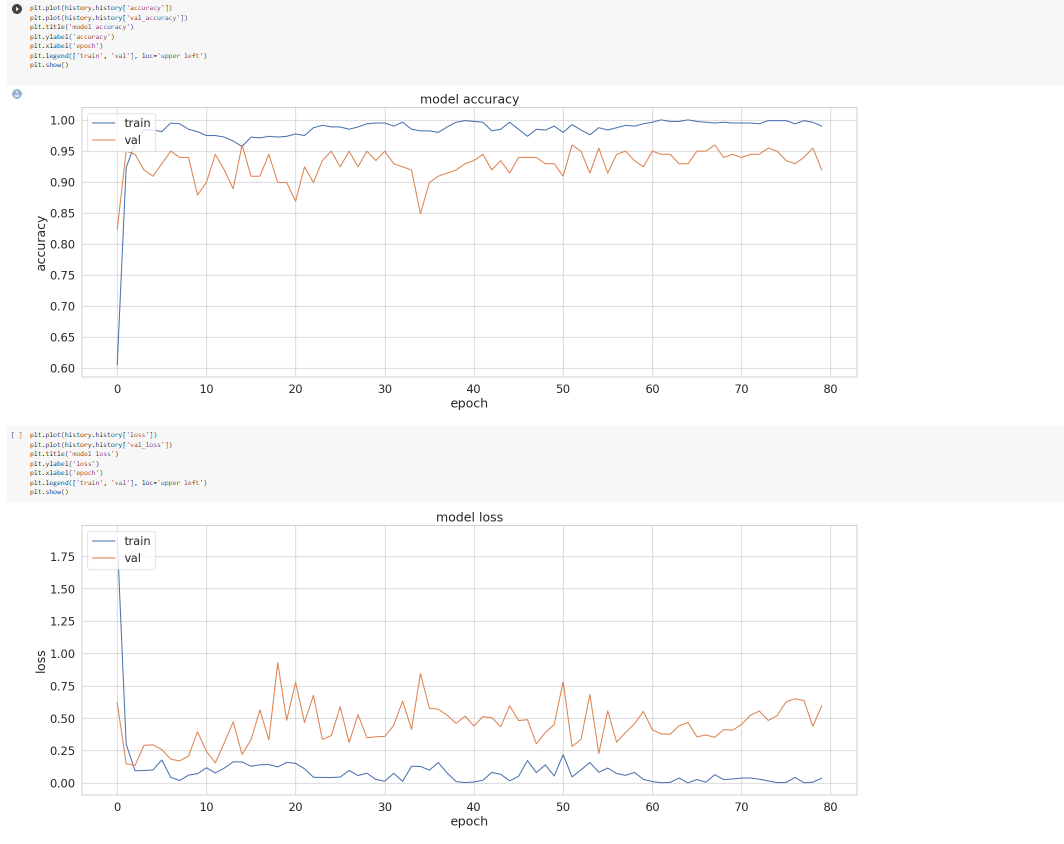 plt.plot(history.history['accuracy'])
plt.plot(history.history['val_accuracy'])
plt.title('model accuracy')
plt.ylabel('accuracy')
plt.xlabel('epoch')
plt.legend(['train', 'val'], loc='upper left')
plt.show()
model accuracy
train
val
1.00
0.95
0.90
0.85
0.80
0.75
0.70
0.65
0.60
accuracy
0 10 20 30 40 50 60 70 80
epoch
[ ] plt.plot(history.history['loss'])
plt.plot(history.history['val_loss'])
plt.title('model loss')
plt.ylabel('loss')
plt.xlabel('epoch')
plt.legend(['train', 'val'], loc='upper left')
plt.show()
model loss
train
val
1.75
1.50
1.25
1.00
0.75
0.50
0.25
0.00
loss
0 10 20 30 40 50 60 70 80
epoch